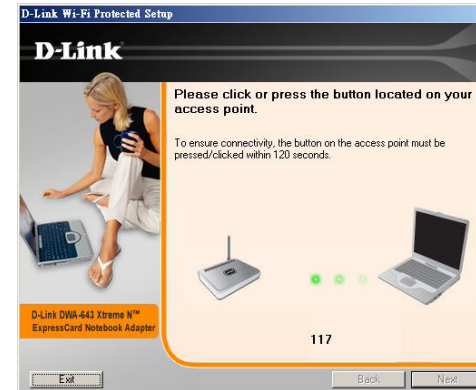 D-Link Wi-Fi Protected Setup
D-Link
Please click or press the button located on your
access point.
To ensure connectivity, the button on the access point must be
pressed/clicked within 120 seconds.
D-Link DWA-643 Xtreme N™
ExpressCard Notebook Adapter
117
Exit
Back
Next